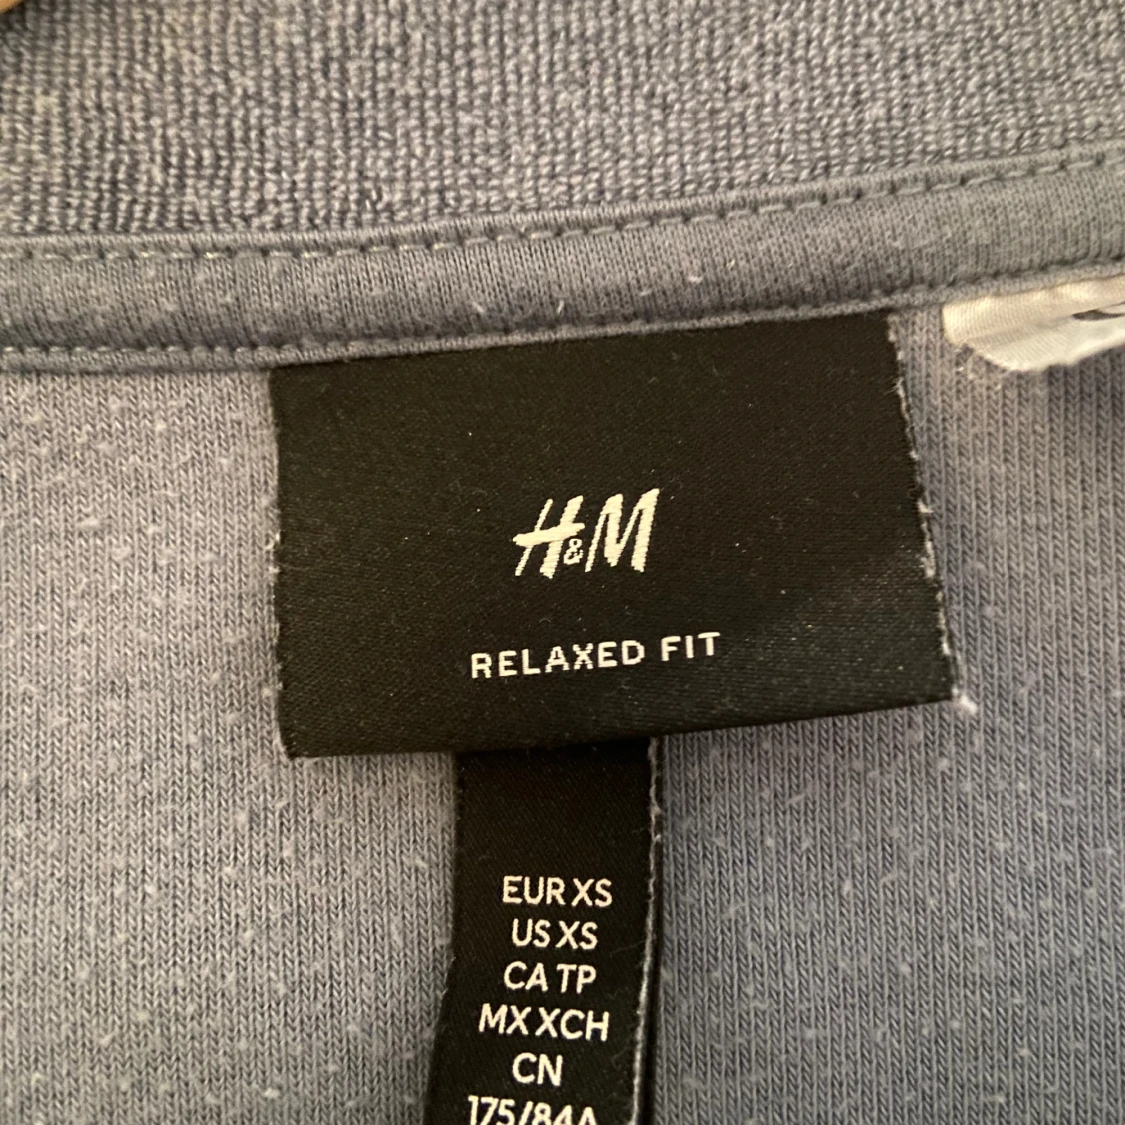 H&M
RELAXED FIT
EUR XS
US XS
CA TP
MX XCH
CN
175/84A